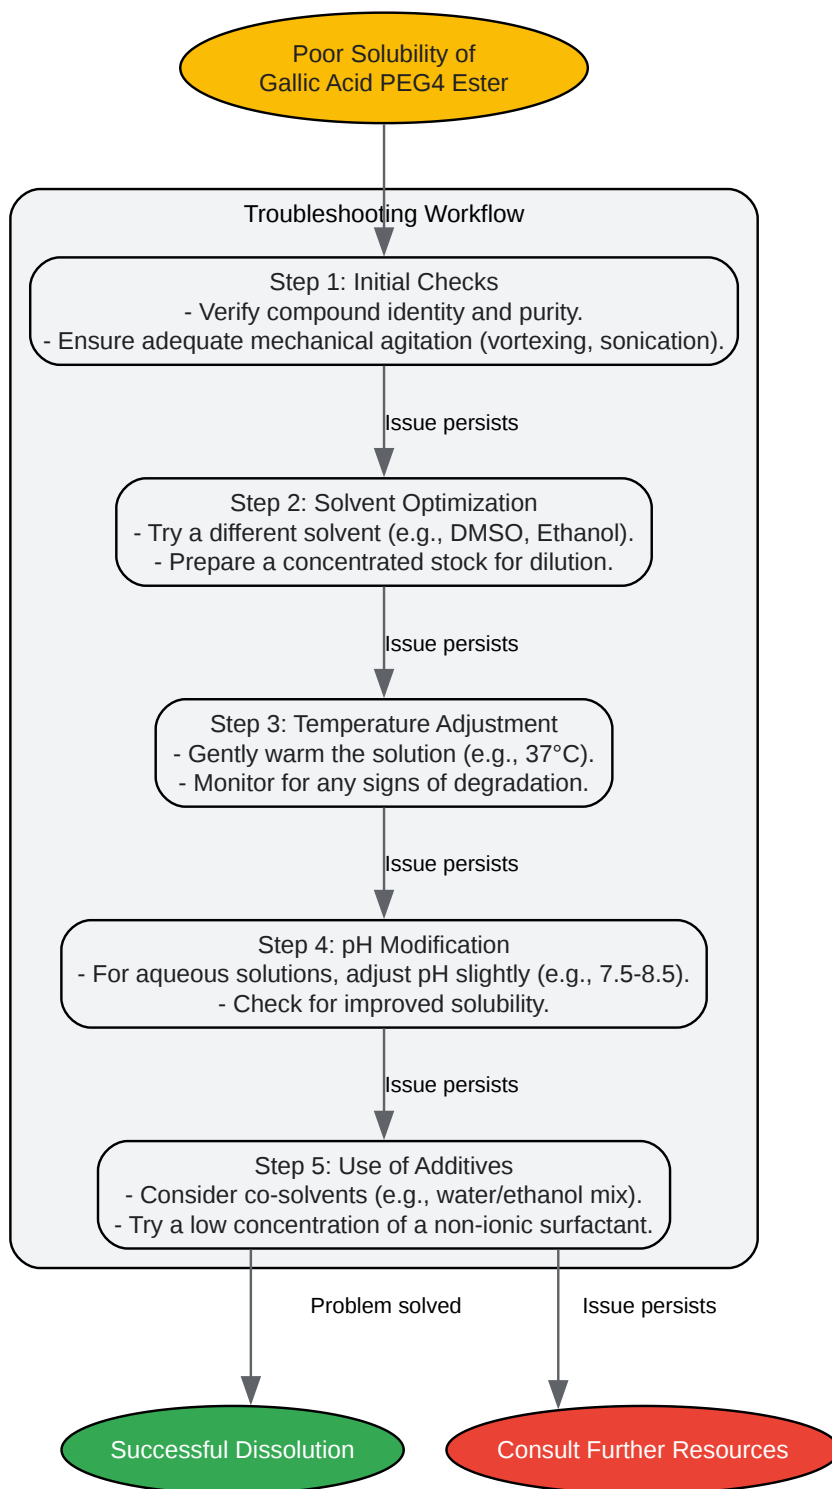 Poor Solubility of
Gallic Acid PEG4 Ester
Troubleshooting Workflow
Step 1: Initial Checks
- Verify compound identity and purity.
- Ensure adequate mechanical agitation (vortexing, sonication).
Issue persists
Step 2: Solvent Optimization
- Try a different solvent (e.g., DMSO, Ethanol).
- Prepare a concentrated stock for dilution.
Issue persists
Step 3: Temperature Adjustment
- Gently warm the solution (e.g., 37°C).
- Monitor for any signs of degradation.
Issue persists
Step 4: pH Modification
- For aqueous solutions, adjust pH slightly (e.g., 7.5-8.5).
- Check for improved solubility.
Issue persists
Step 5: Use of Additives
- Consider co-solvents (e.g., water/ethanol mix).
- Try a low concentration of a non-ionic surfactant.
Problem solved
Issue persists
Successful Dissolution
Consult Further Resources